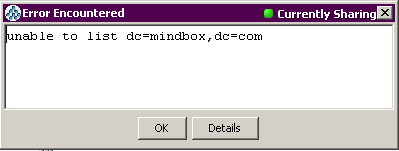 Error Encountered
Currently Sharing
unable to list dc=mindbox,dc=com
OK
Details